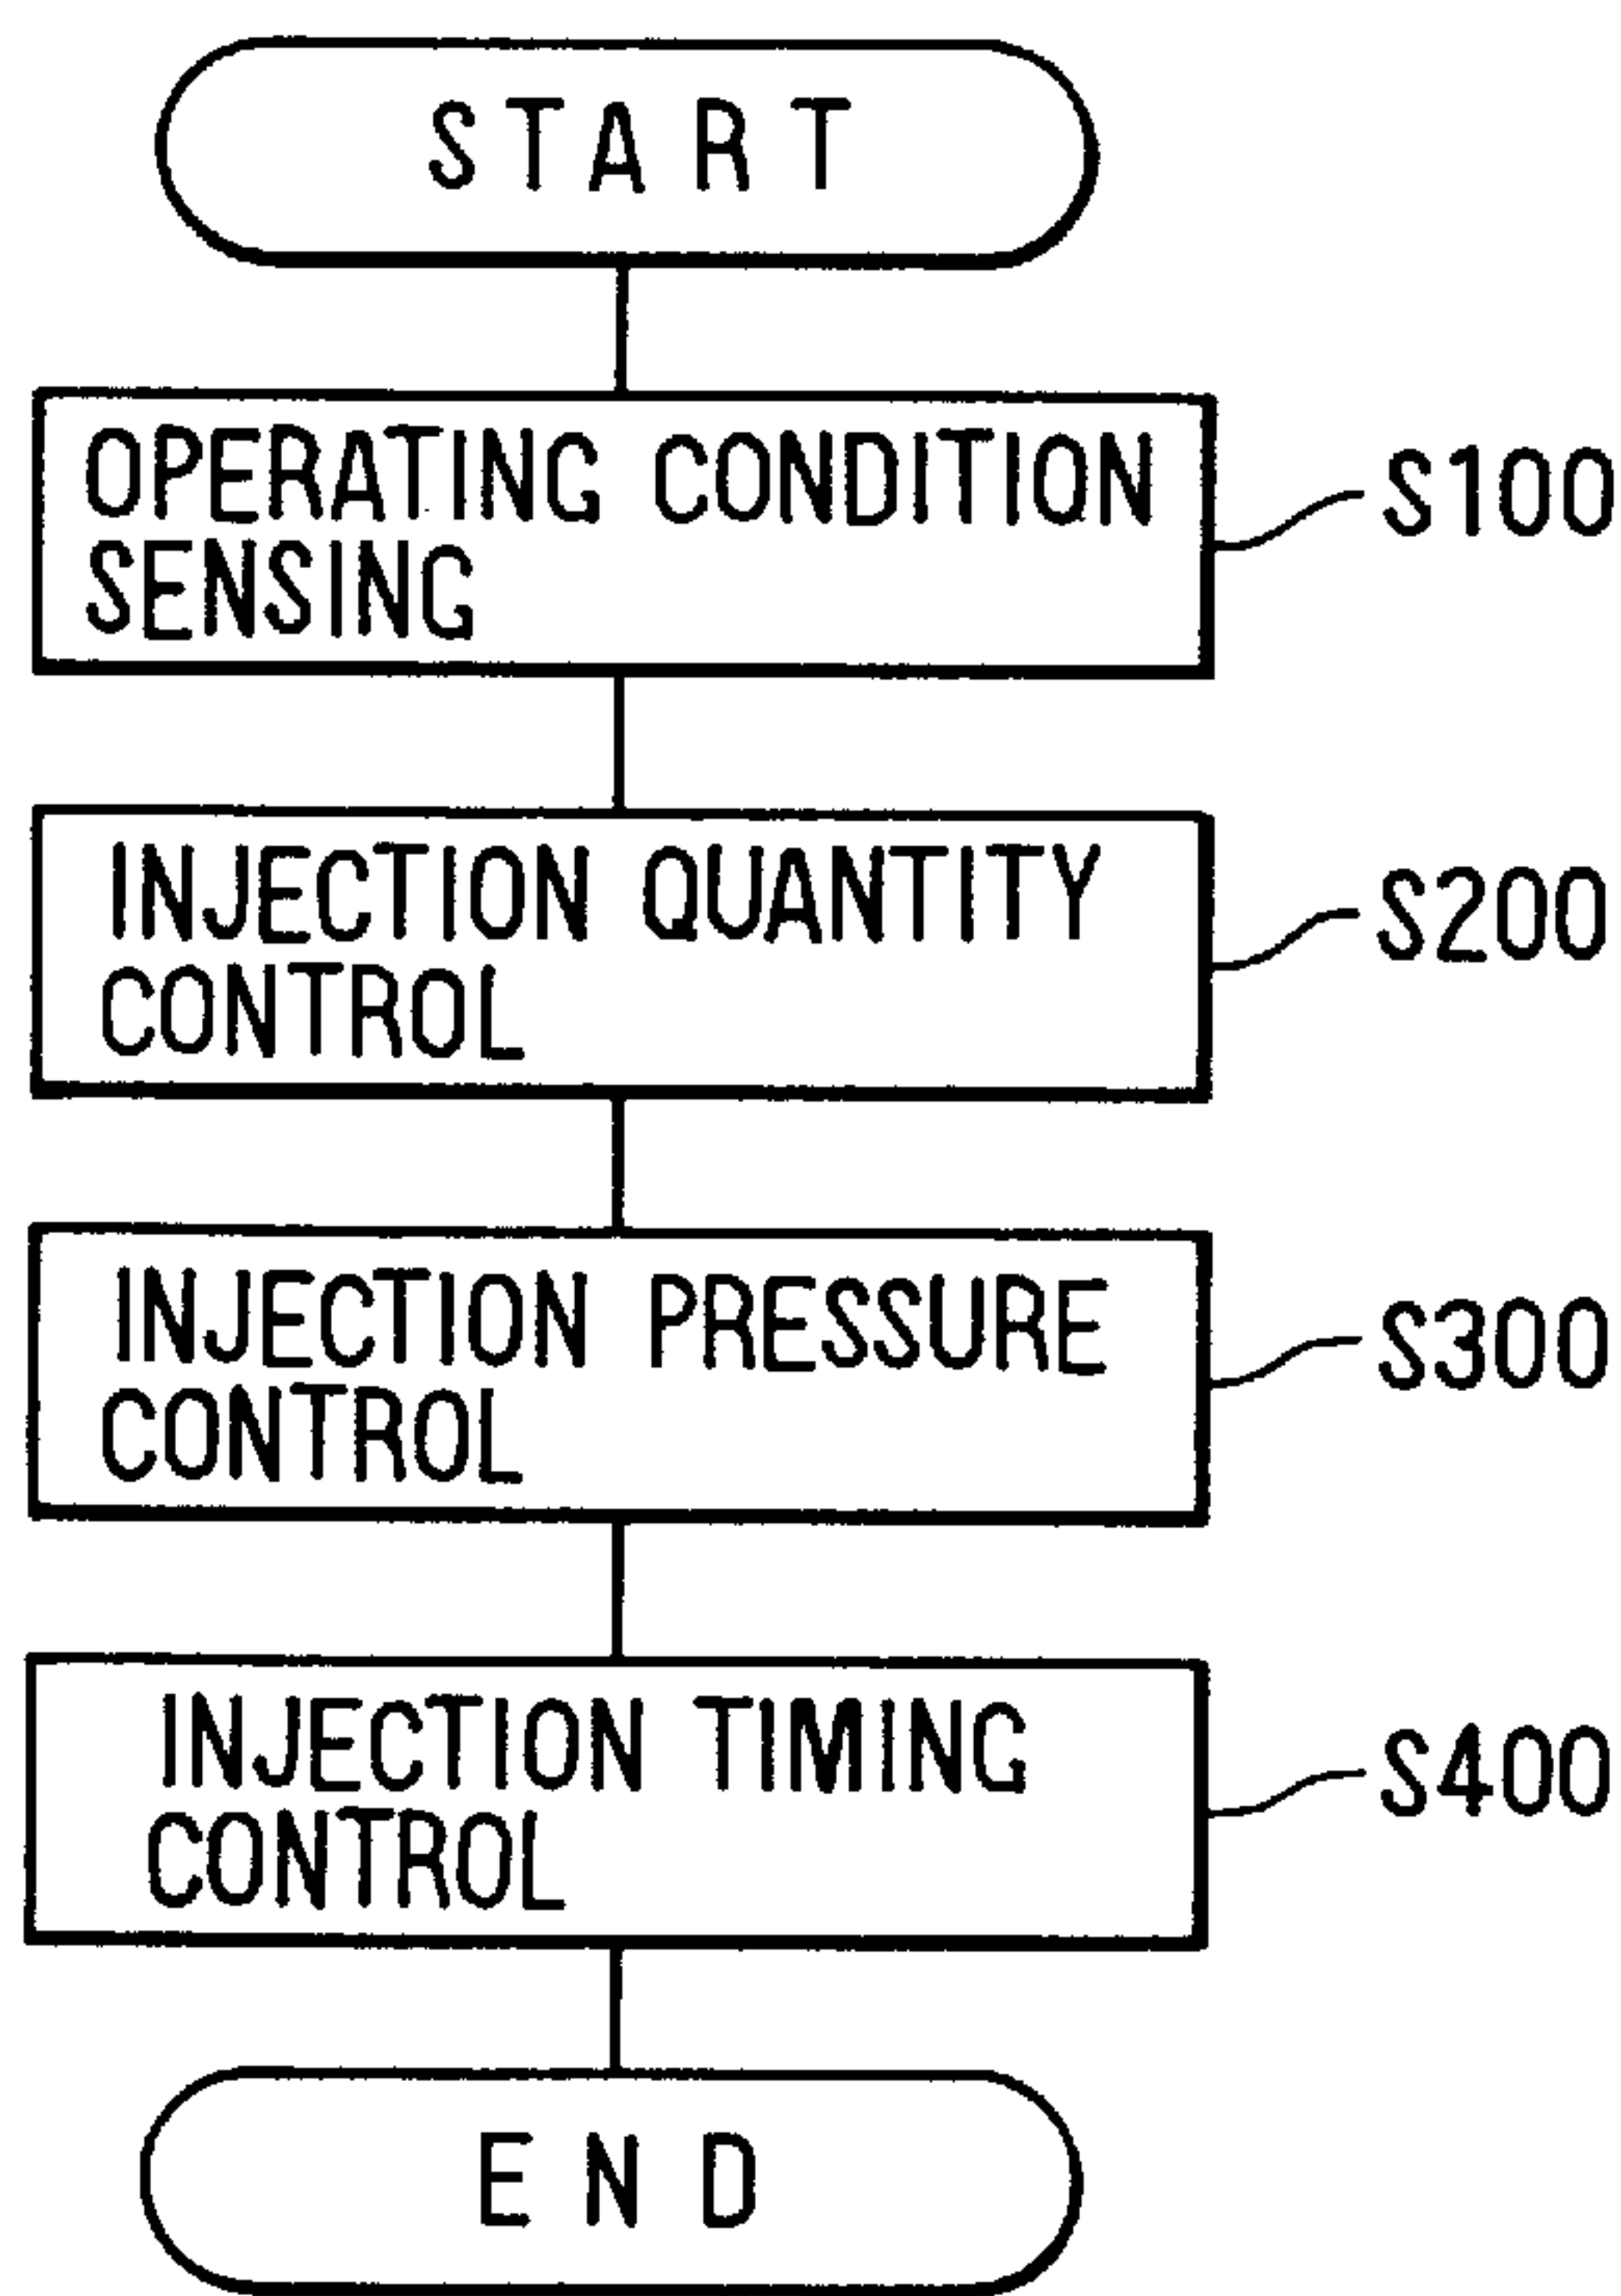 START
OPERATING CONDITION
SENSING
S100
INJECTION QUANTITY
CONTROL
S200
INJECTION PRESSURE
CONTROL
S300
INJECTION TIMING
CONTROL
S400
END